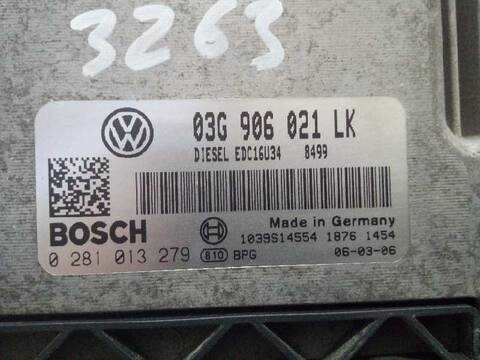 3263
03G 906 021 LK
DIESEL EDC16U34 8499
BOSCH
Made in Germany
1039S14554 1876 1454
0 281 013 279 810 BPG 06-03-06